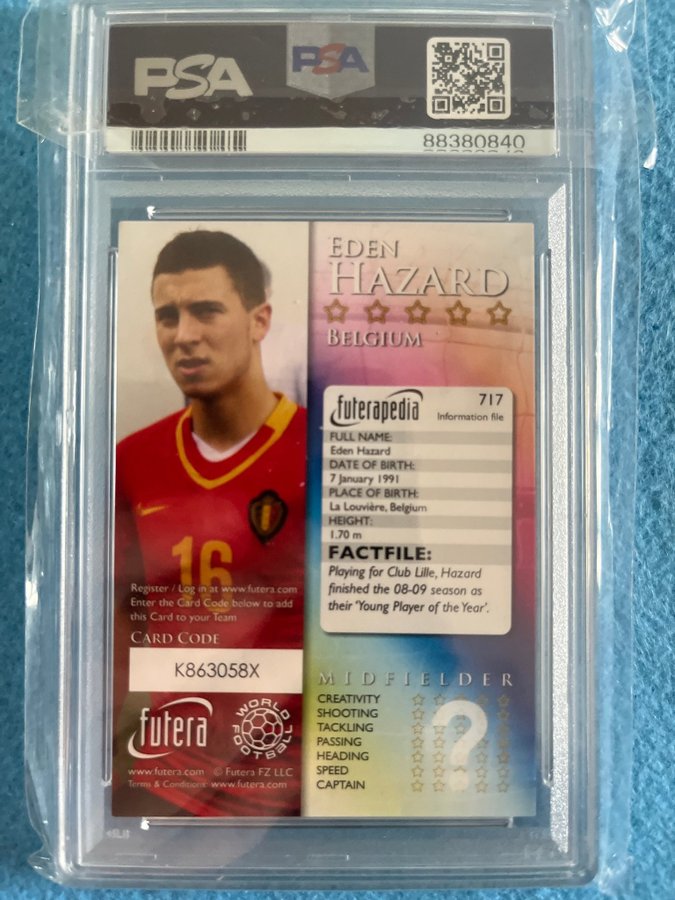 PSA
PSA
88380840
EDEN
HAZARD
BELGIUM
futerapedia
717
Information file
FULL NAME:
Eden Hazard
DATE OF BIRTH:
7 January 1991
PLACE OF BIRTH:
La Louvière, Belgium
HEIGHT:
1.70 m
FACTFILE:
Playing for Club Lille, Hazard
finished the 08-09 season as
their 'Young Player of the Year'.
16
Register / Log in at www.futera.com
Enter the Card Code below to add
this Card to your Team
CARD CODE
K863058X
futera
WORLD
FOOTBALL
www.futera.com © Futera FZ LLC
Terms & Conditions: www.futera.com
MIDFIELDER
CREATIVITY
SHOOTING
TACKLING
PASSING
HEADING
SPEED
CAPTAIN
?